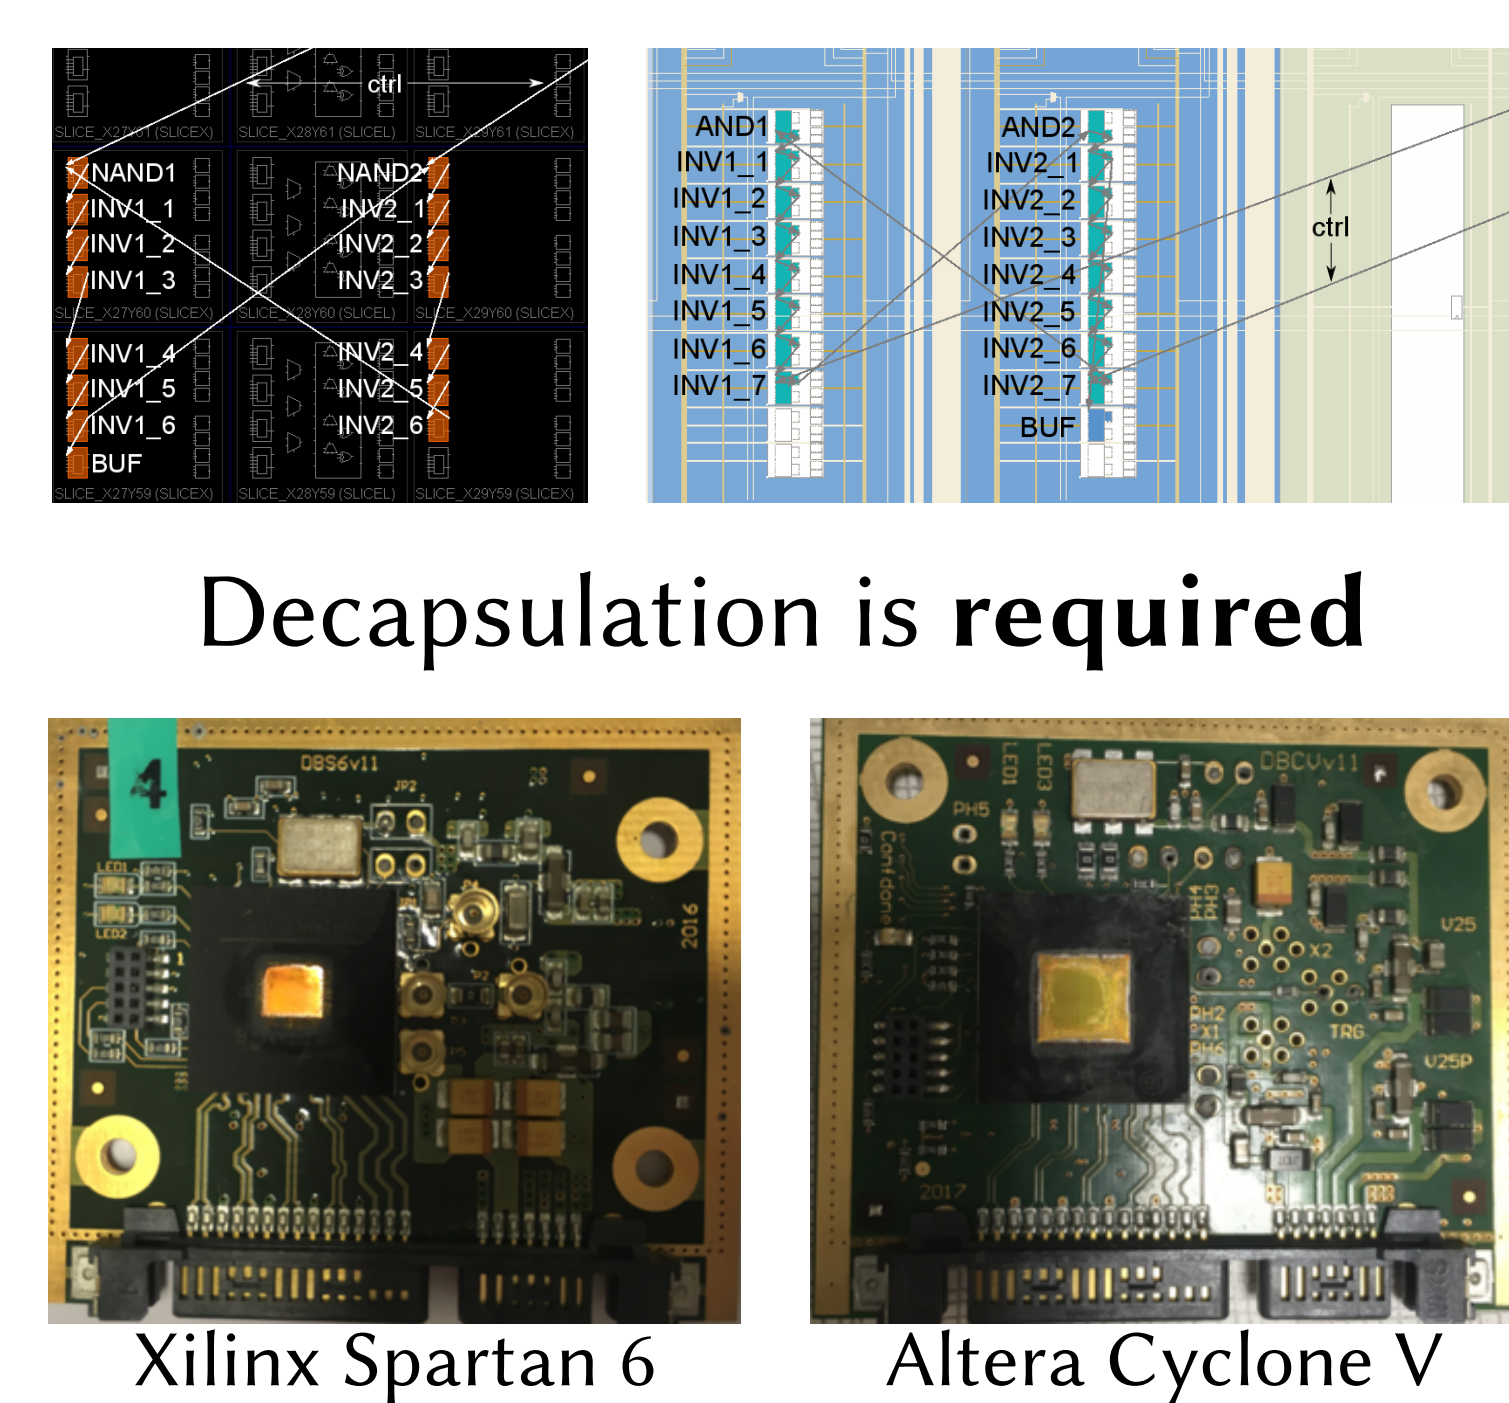 ctrl
SLICE_X27Y61 (SLICEX)
SLICE_X28Y61 (SLICEL)
SLICE_X29Y61 (SLICEX)
NAND1
INV1_1
INV1_2
INV1_3
NAND2
INV2_1
INV2_2
INV2_3
SLICE_X27Y60 (SLICEX)
SLICE_X28Y60 (SLICEL)
SLICE_X29Y60 (SLICEX)
INV1_4
INV1_5
INV1_6
BUF
INV2_4
INV2_5
INV2_6
SLICE_X27Y59 (SLICEX)
SLICE_X28Y59 (SLICEL)
SLICE_X29Y59 (SLICEX)
AND1
INV1_1
INV1_2
INV1_3
INV1_4
INV1_5
INV1_6
INV1_7
AND2
INV2_1
INV2_2
INV2_3
INV2_4
INV2_5
INV2_6
INV2_7
BUF
ctrl
Decapsulation is required
4
DBS6v11
JP2
LED1
LED2
1
P2
2016
LED1
LED3
DBCVv11
PH5
Confidone
PH4
PH3
V25
X2
PH2
X1
PH6
TRG
V25P
2017
Xilinx Spartan 6
Altera Cyclone V